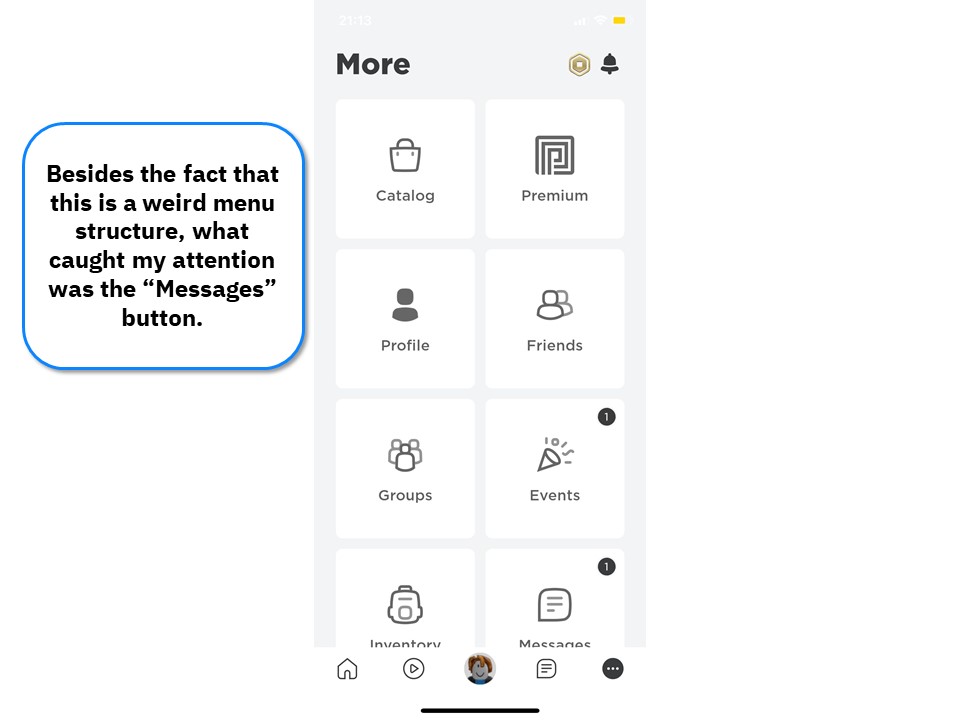 21:13
More
Besides the fact that
this is a weird menu
structure, what
caught my attention
was the “Messages”
button.
Catalog
Premium
Profile
Friends
1
Groups
Events
1
Inventory
Messages